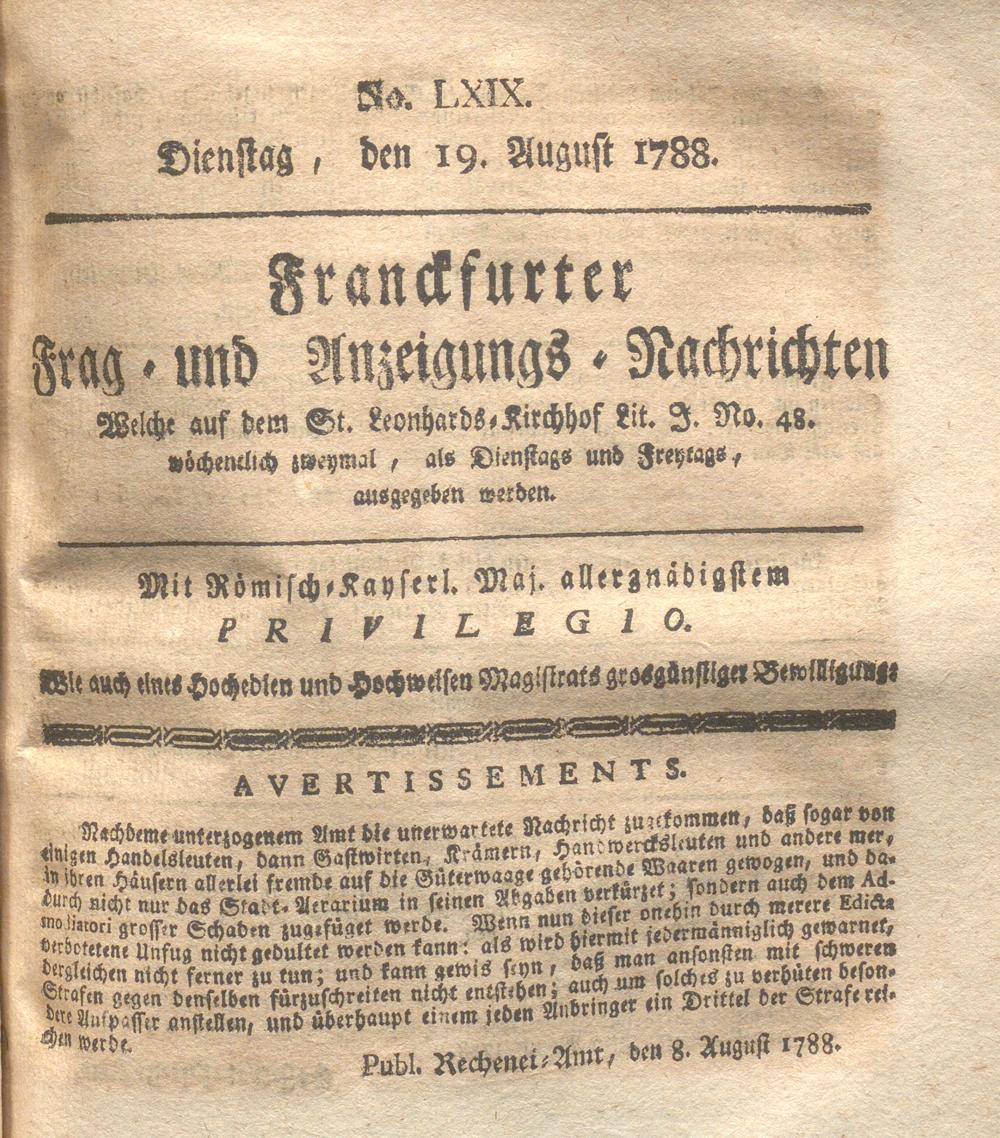 No. LXIX.
Dienstag, den 19. August 1788.
Franckfurter
Frag- und Anzeigungs-Nachrichten
Welche auf dem St. Leonhards-Kirchhof Lit. J. No. 48.
wöchentlich zweymal, als Dienstags und Freytags,
ausgegeben werden.
Mit Römisch-Kayserl. Maj. allergnädigstem
PRIVILEGIO.
Wie auch eines Hochedlen und Hochweisen Magistrats grosgünstiger Bewilligung.
AVERTISSEMENTS.
Nachdeme unterzogenem Amt die unerwartete Nachricht zugekommen, daß sogar von
einigen Handelsleuten, dann Gastwirten, Krämern, Handwercksleuten und andere mer,
in ihren Häusern allerlei fremde auf die Güterwaage gehörende Waaren gewogen, und da-
durch nicht nur das Stadt-Aerarium in seinen Abgaben verkürzet; sondern auch dem Ad-
modiatori grosser Schaden zugefüget werde. Wenn nun dieser onehin durch merere Edicta
verbotetene Unfug nicht gedultet werden kann: als wird hiermit jedermänniglich gewarnet,
dergleichen nicht ferner zu tun; und kann gewis seyn, daß man ansonsten mit schweren
Strafen gegen denselben fürzuschreiten nicht entstehen; auch um solches zu verhüten beson-
dere Aufpasser anstellen, und überhaupt einem jeden Anbringer ein Drittel der Strafe rei-
chen werde.
Publ. Rechenei-Amt, den 8. August 1788.